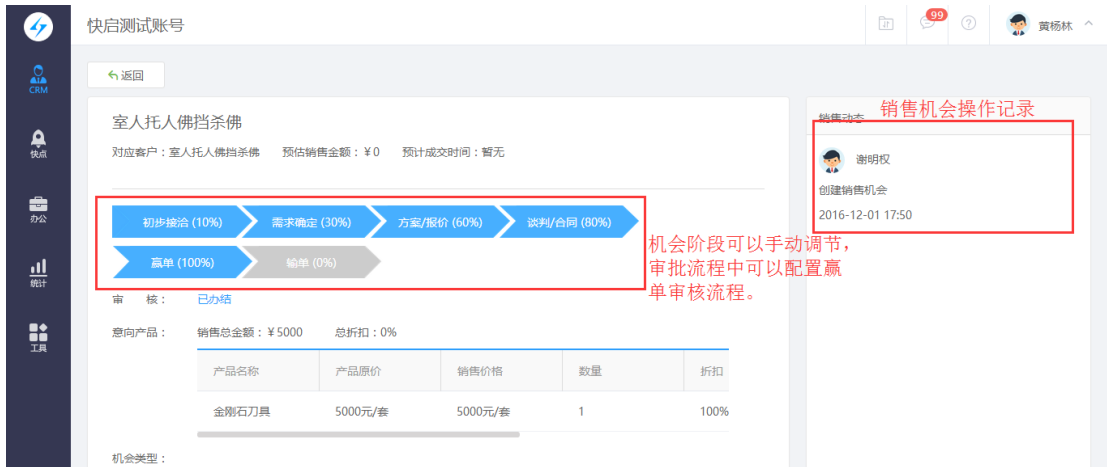 快启测试账号
99
黄杨林
CRM
快点
办公
统计
工具
返回
室人托人佛挡杀佛
对应客户：室人托人佛挡杀佛 预估销售金额：￥0 预计成交时间：暂无
初步接洽 (10%) 需求确定 (30%) 方案/报价 (60%) 谈判/合同 (80%)
赢单 (100%) 输单 (0%)
机会阶段可以手动调节，
审批流程中可以配置赢
单审核流程。
审 核： 已办结
意向产品： 销售总金额：￥5000 总折扣：0%
产品名称 产品原价 销售价格 数量 折扣
金刚石刀具 5000元/套 5000元/套 1 100%
机会类型：
销售动态
销售机会操作记录
谢明权
创建销售机会
2016-12-01 17:50